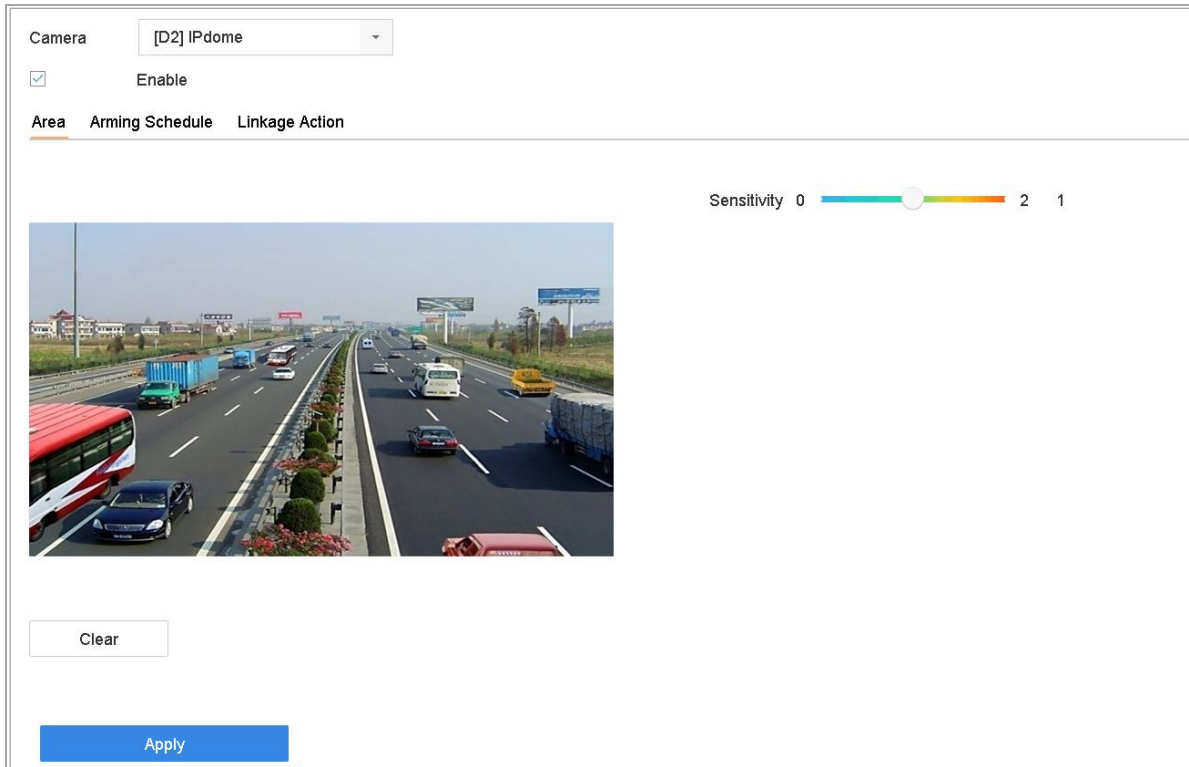 Camera [D2] IPdome
Enable
Area Arming Schedule Linkage Action
Sensitivity 0 2 1
Clear
Apply